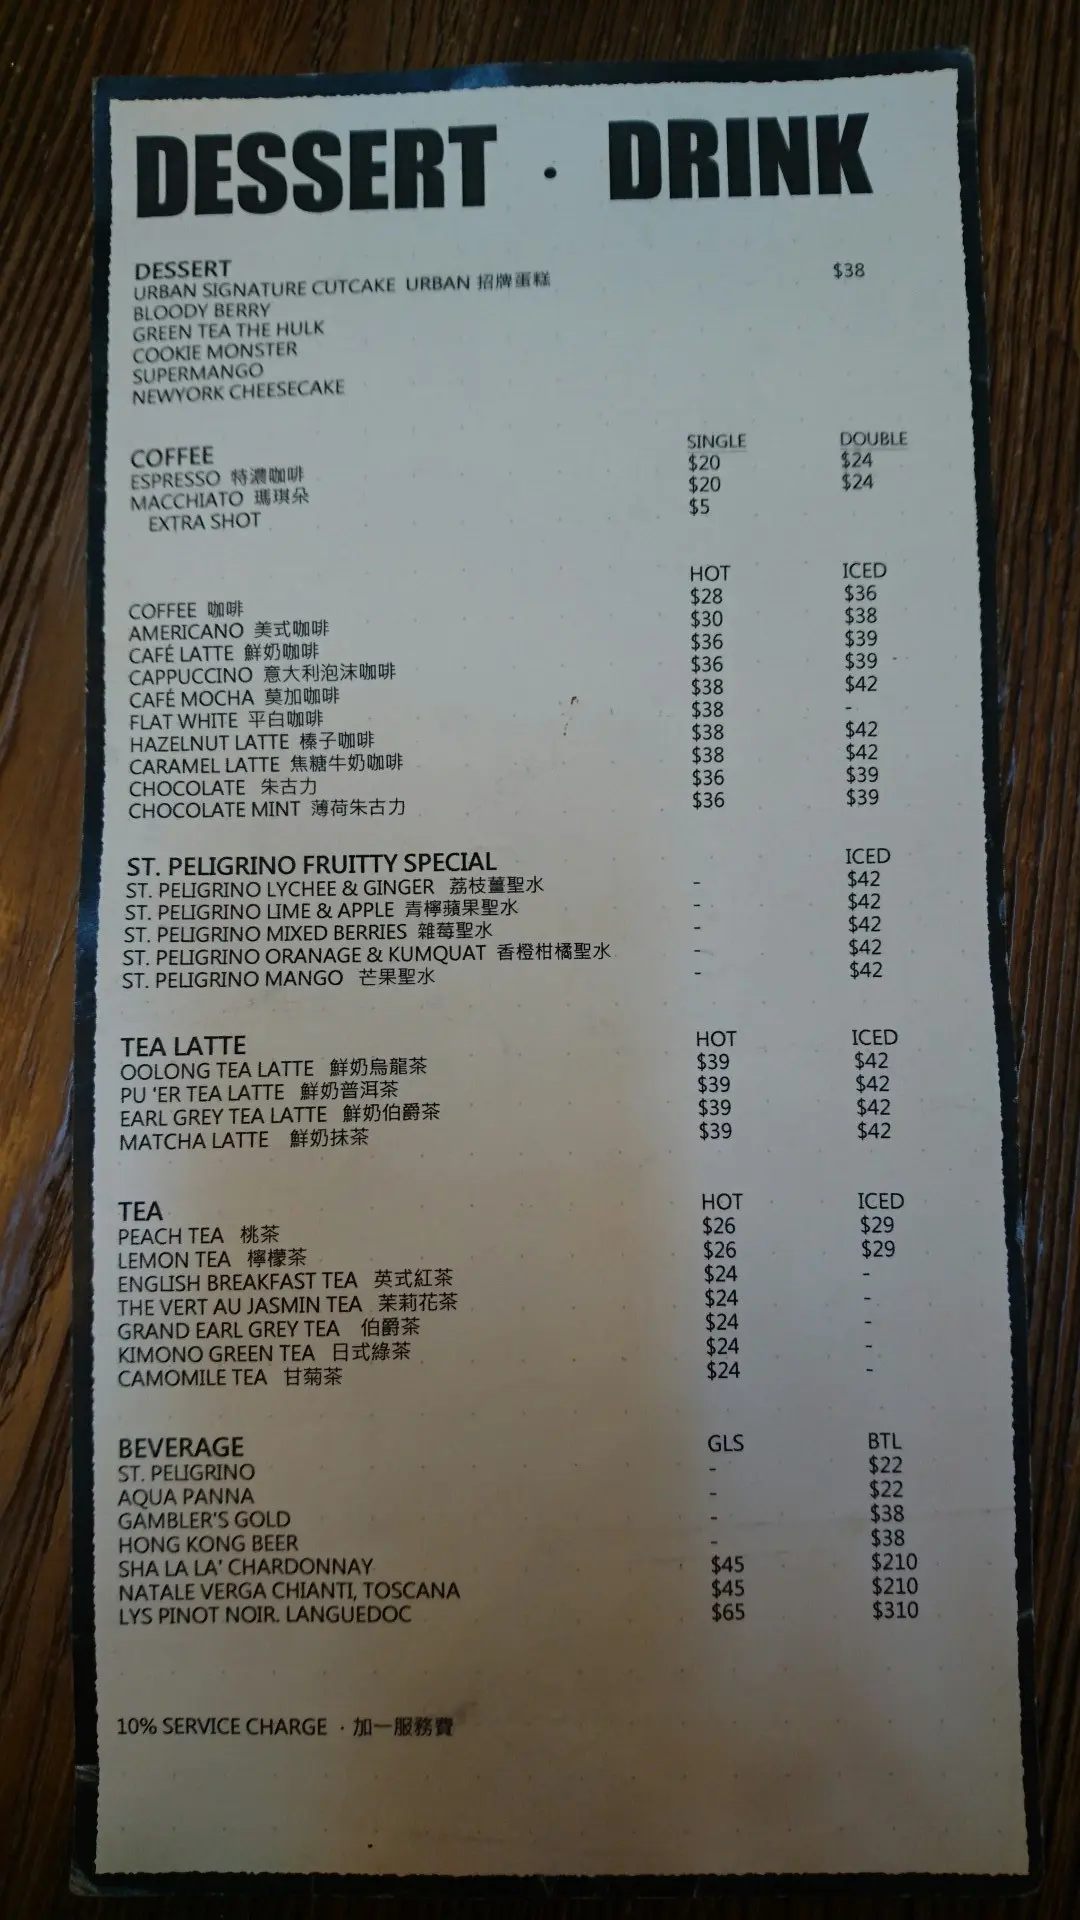 DESSERT · DRINK
DESSERT $38
URBAN SIGNATURE CUTCAKE URBAN 招牌蛋糕
BLOODY BERRY
GREEN TEA THE HULK
COOKIE MONSTER
SUPERMANGO
NEWYORK CHEESECAKE
COFFEE SINGLE DOUBLE
ESPRESSO 特濃咖啡 $20 $24
MACCHIATO 瑪琪朵 $20 $24
EXTRA SHOT $5
HOT ICED
COFFEE 咖啡 $28 $36
AMERICANO 美式咖啡 $30 $38
CAFÉ LATTE 鮮奶咖啡 $36 $39
CAPPUCCINO 意大利泡沫咖啡 $36 $39
CAFÉ MOCHA 莫加咖啡 $38 $42
FLAT WHITE 平白咖啡 $38 -
HAZELNUT LATTE 榛子咖啡 $38 $42
CARAMEL LATTE 焦糖牛奶咖啡 $38 $42
CHOCOLATE 朱古力 $36 $39
CHOCOLATE MINT 薄荷朱古力 $36 $39
ST. PELIGRINO FRUITTY SPECIAL ICED
ST. PELIGRINO LYCHEE & GINGER 荔枝薑聖水 - $42
ST. PELIGRINO LIME & APPLE 青檸蘋果聖水 - $42
ST. PELIGRINO MIXED BERRIES 雜莓聖水 - $42
ST. PELIGRINO ORANAGE & KUMQUAT 香橙柑橘聖水 - $42
ST. PELIGRINO MANGO 芒果聖水 - $42
TEA LATTE HOT ICED
OOLONG TEA LATTE 鮮奶烏龍茶 $39 $42
PU 'ER TEA LATTE 鮮奶普洱茶 $39 $42
EARL GREY TEA LATTE 鮮奶伯爵茶 $39 $42
MATCHA LATTE 鮮奶抹茶 $39 $42
TEA HOT ICED
PEACH TEA 桃茶 $26 $29
LEMON TEA 檸檬茶 $26 $29
ENGLISH BREAKFAST TEA 英式紅茶 $24 -
THE VERT AU JASMIN TEA 茉莉花茶 $24 -
GRAND EARL GREY TEA 伯爵茶 $24 -
KIMONO GREEN TEA 日式綠茶 $24 -
CAMOMILE TEA 甘菊茶 $24 -
BEVERAGE GLS BTL
ST. PELIGRINO - $22
AQUA PANNA - $22
GAMBLER'S GOLD - $38
HONG KONG BEER - $38
SHA LA LA' CHARDONNAY $45 $210
NATALE VERGA CHIANTI, TOSCANA $45 $210
LYS PINOT NOIR. LANGUEDOC $65 $310
10% SERVICE CHARGE · 加一服務費